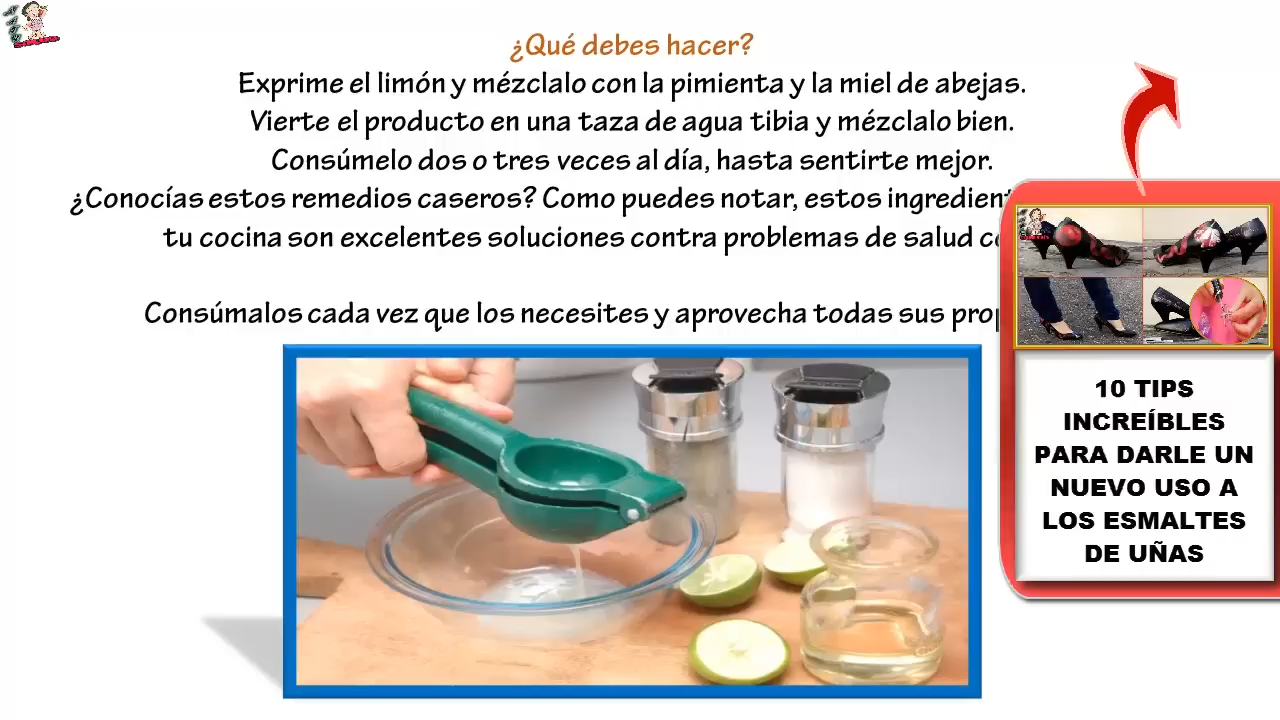 ¿Qué debes hacer?
Exprime el limón y mézclalo con la pimienta y la miel de abejas.
Vierte el producto en una taza de agua tibia y mézclalo bien.
Consúmelo dos o tres veces al día, hasta sentirte mejor.
¿Conocías estos remedios caseros? Como puedes notar, estos
tu cocina son excelentes soluciones contra problemas de salud
Consúmalos cada vez que los necesites y aprovecha todas sus
10 TIPS
INCREÍBLES
PARA DARLE UN
NUEVO USO A
LOS ESMALTES
DE UÑAS